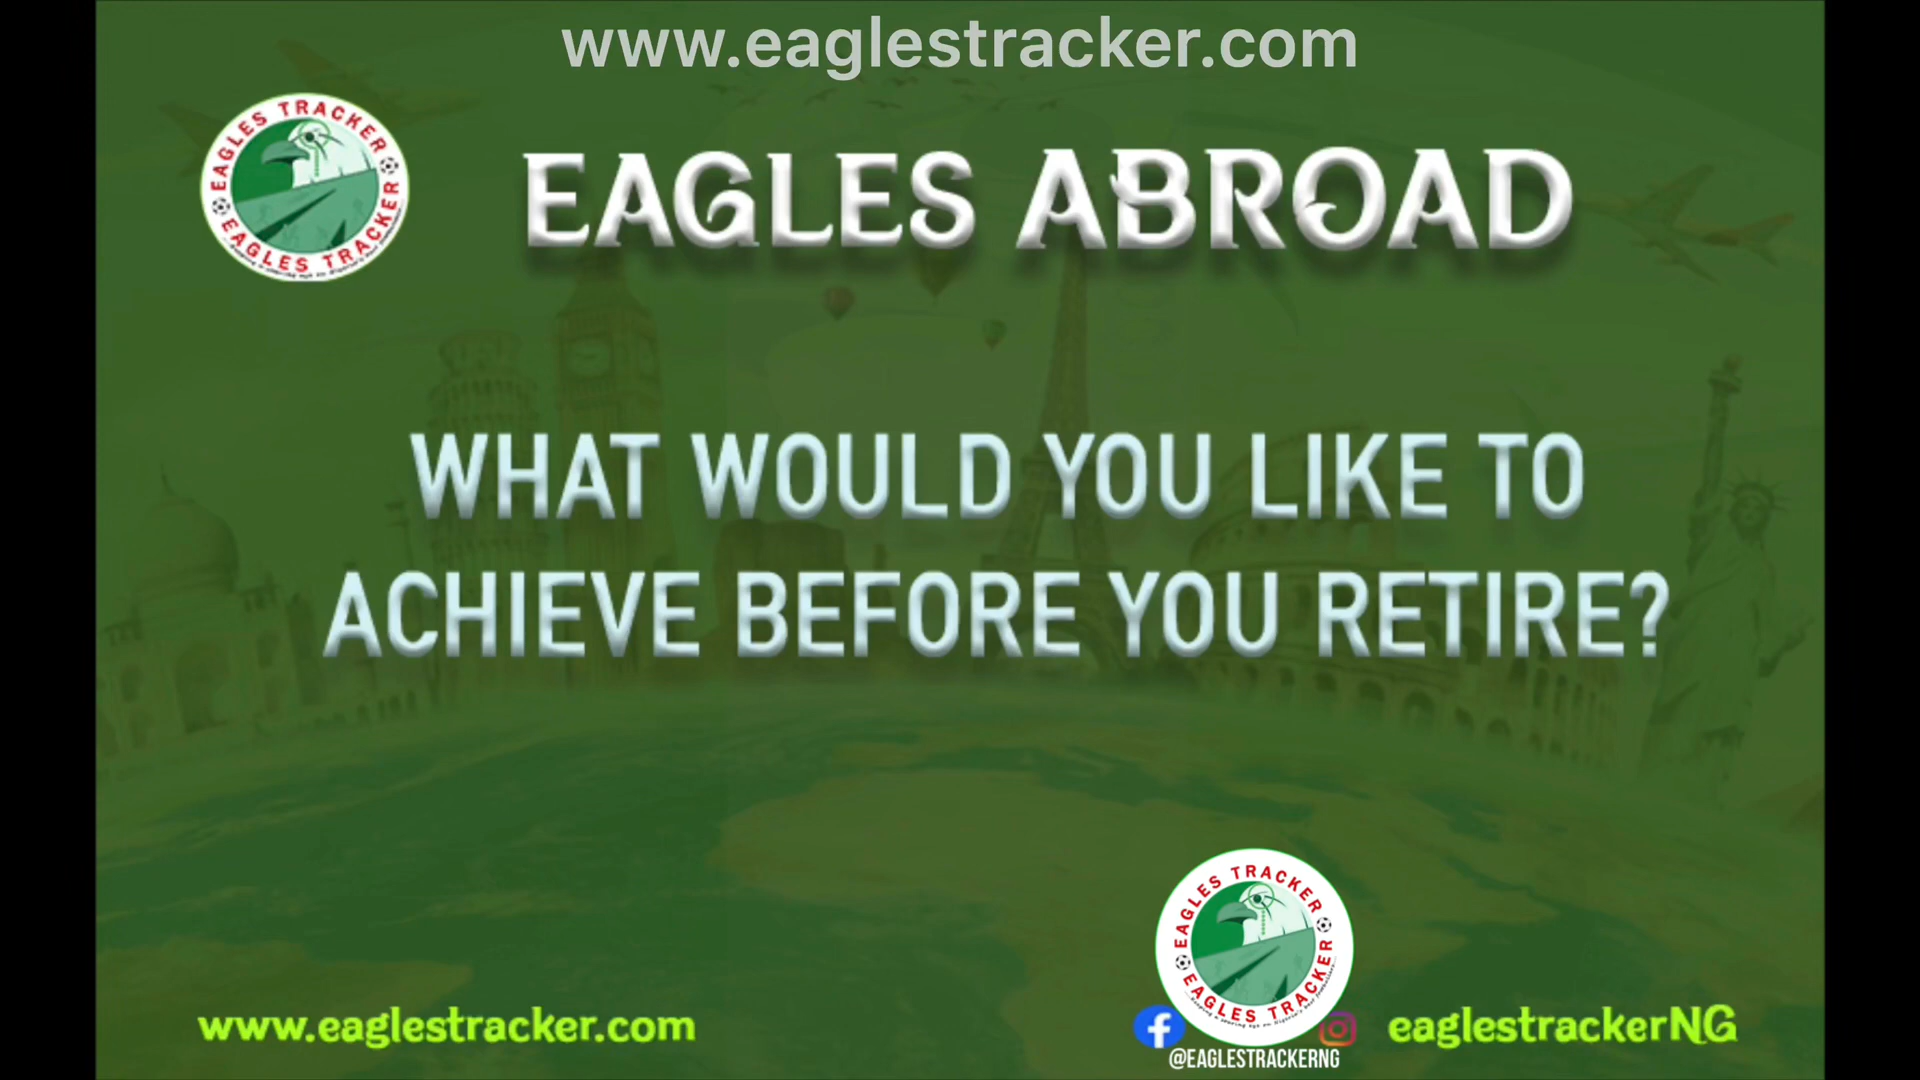 www.eaglestracker.com
EAGLES TRACKER
EAGLES TRACKER
EAGLES ABROAD
WHAT WOULD YOU LIKE TO
ACHIEVE BEFORE YOU RETIRE?
EAGLES TRACKER
EAGLES TRACKER
www.eaglestracker.com
eaglestrackerNG
@EAGLESTRACKERNG